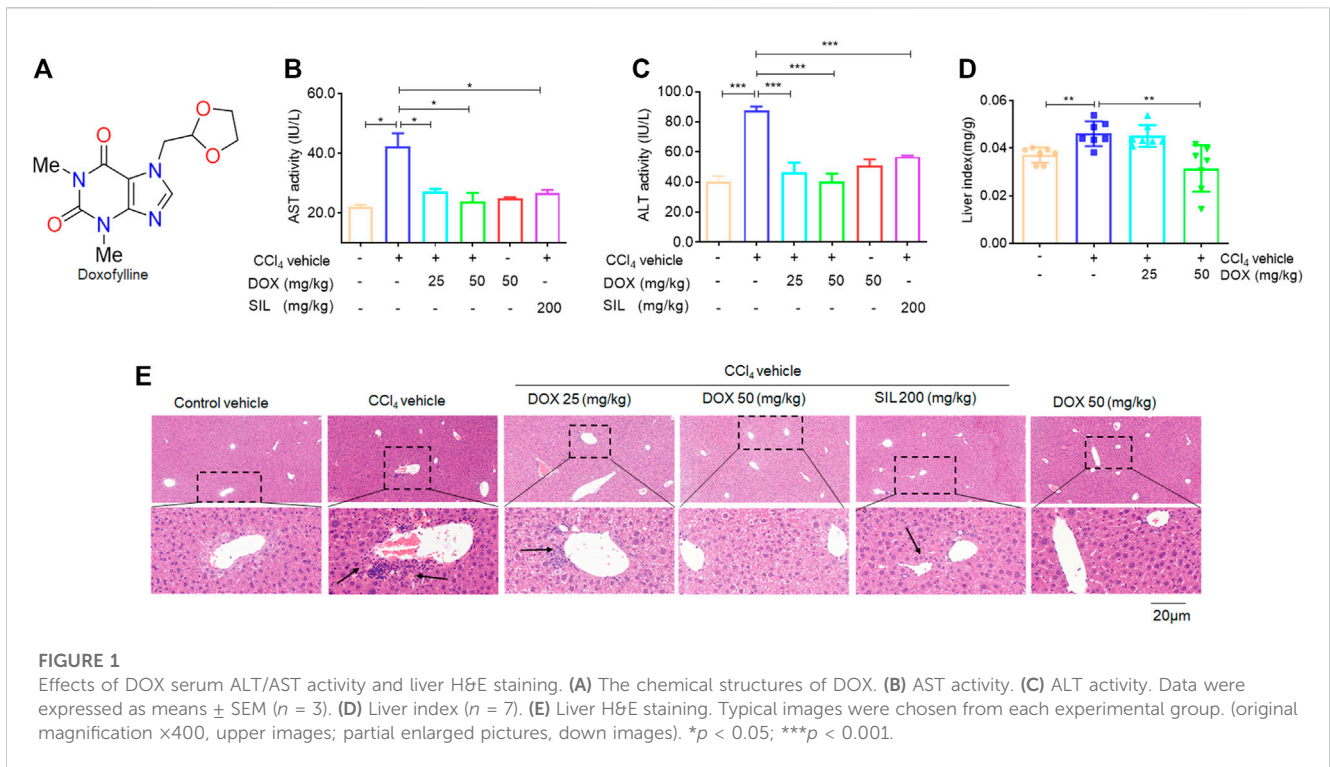 A
O
O
O
Me
N
N
O
N
N
Me
Doxofylline
B
*
*
* *
60.0
40.0
20.0
AST activity (IU/L)
CCl₄ vehicle - + + + - +
DOX (mg/kg) - - 25 50 50 -
SIL (mg/kg) - - - - - 200
C
***
***
*** ***
100.0
80.0
60.0
40.0
20.0
0.0
ALT activity (IU/L)
CCl₄ vehicle - + + + - +
DOX (mg/kg) - - 25 50 50 -
SIL (mg/kg) - - - - - 200
D
** **
0.06
0.04
0.02
0.00
Liver index(mg/g)
- + + + CCl₄ vehicle
- - 25 50 DOX (mg/kg)
E
CCl₄ vehicle
Control vehicle CCl₄ vehicle DOX 25 (mg/kg) DOX 50 (mg/kg) SIL 200 (mg/kg) DOX 50 (mg/kg)
20μm
FIGURE 1
Effects of DOX serum ALT/AST activity and liver H&E staining. (A) The chemical structures of DOX. (B) AST activity. (C) ALT activity. Data were
expressed as means ± SEM (n = 3). (D) Liver index (n = 7). (E) Liver H&E staining. Typical images were chosen from each experimental group. (original
magnification ×400, upper images; partial enlarged pictures, down images). *p < 0.05; ***p < 0.001.